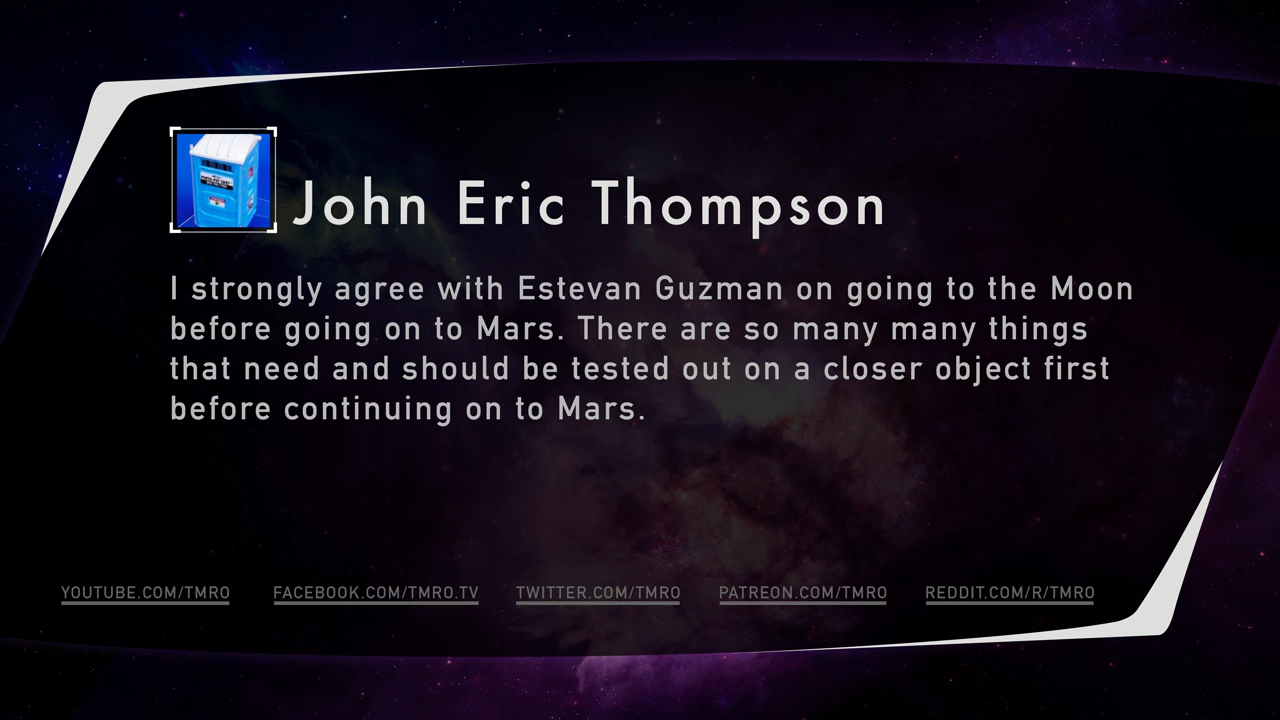 John Eric Thompson
I strongly agree with Estevan Guzman on going to the Moon
before going on to Mars. There are so many many things
that need and should be tested out on a closer object first
before continuing on to Mars.
YOUTUBE.COM/TMRO FACEBOOK.COM/TMRO.TV TWITTER.COM/TMRO PATREON.COM/TMRO REDDIT.COM/R/TMRO